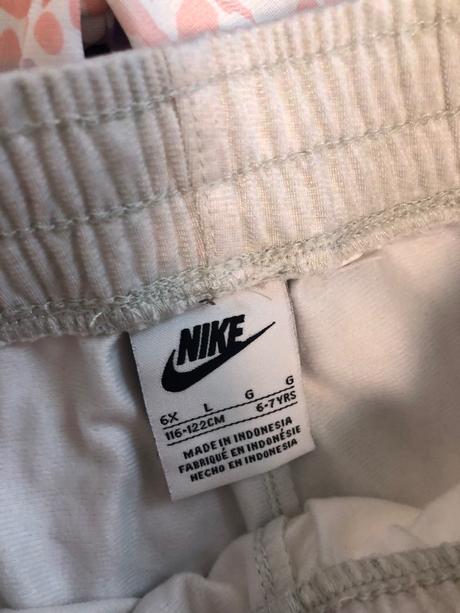 NIKE
6X L G G
116-122CM 6-7YRS
MADE IN INDONESIA
FABRIQUÉ EN INDONÉSIE
HECHO EN INDONESIA